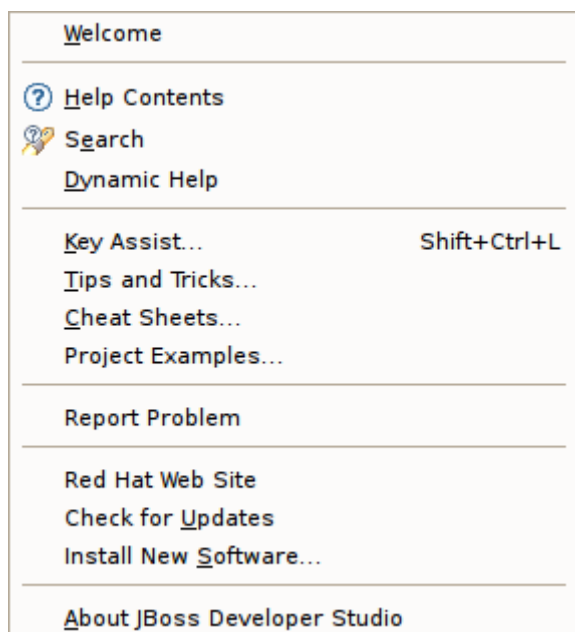 Welcome
Help Contents
Search
Dynamic Help
Key Assist... Shift+Ctrl+L
Tips and Tricks...
Cheat Sheets...
Project Examples...
Report Problem
Red Hat Web Site
Check for Updates
Install New Software...
About JBoss Developer Studio